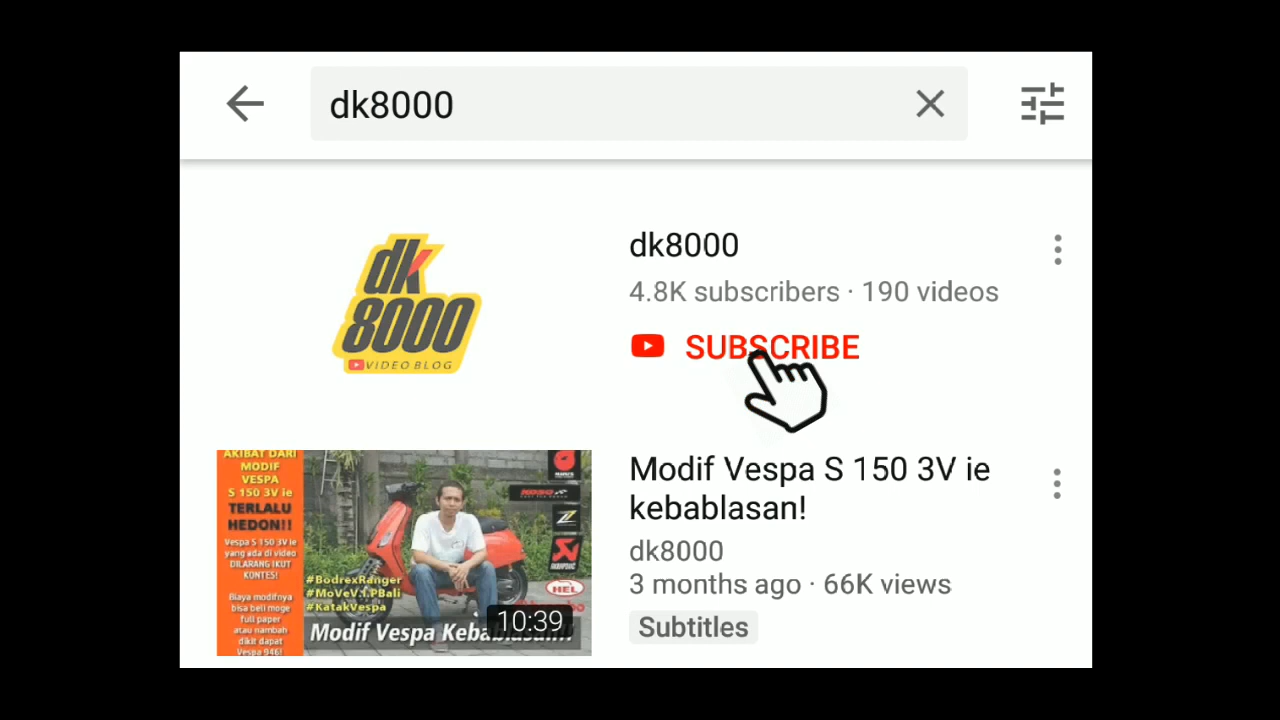 dk8000
dk
8000
VIDEO BLOG
dk8000
4.8K subscribers · 190 videos
SUBSCRIBE
AKIBAT DARI
MODIF
VESPA
S 150 3V ie
TERLALU
HEDON!!
Vespa S 150 3V ie
yang ada di video
DILARANG IKUT
KONTES!
Biaya modifnya
bisa beli moge
full paper
atau nambah
dikit dapat
Vespa 946!
#BodrexRanger
#MoVeV.I.PBali
#KatakVespa
HEL
10:39
Modif Vespa S 150 3V ie
kebablasan!
dk8000
3 months ago · 66K views
Subtitles